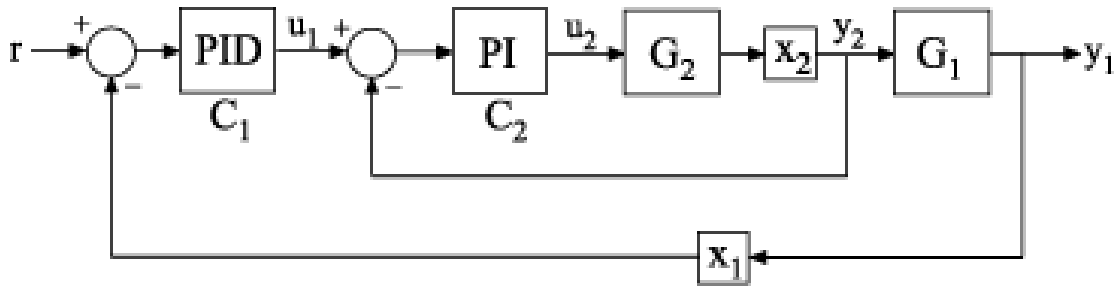 r + − PID u₁ + − PI u₂ G₂ x₂ y₂ G₁ y₁
C₁ C₂
x₁